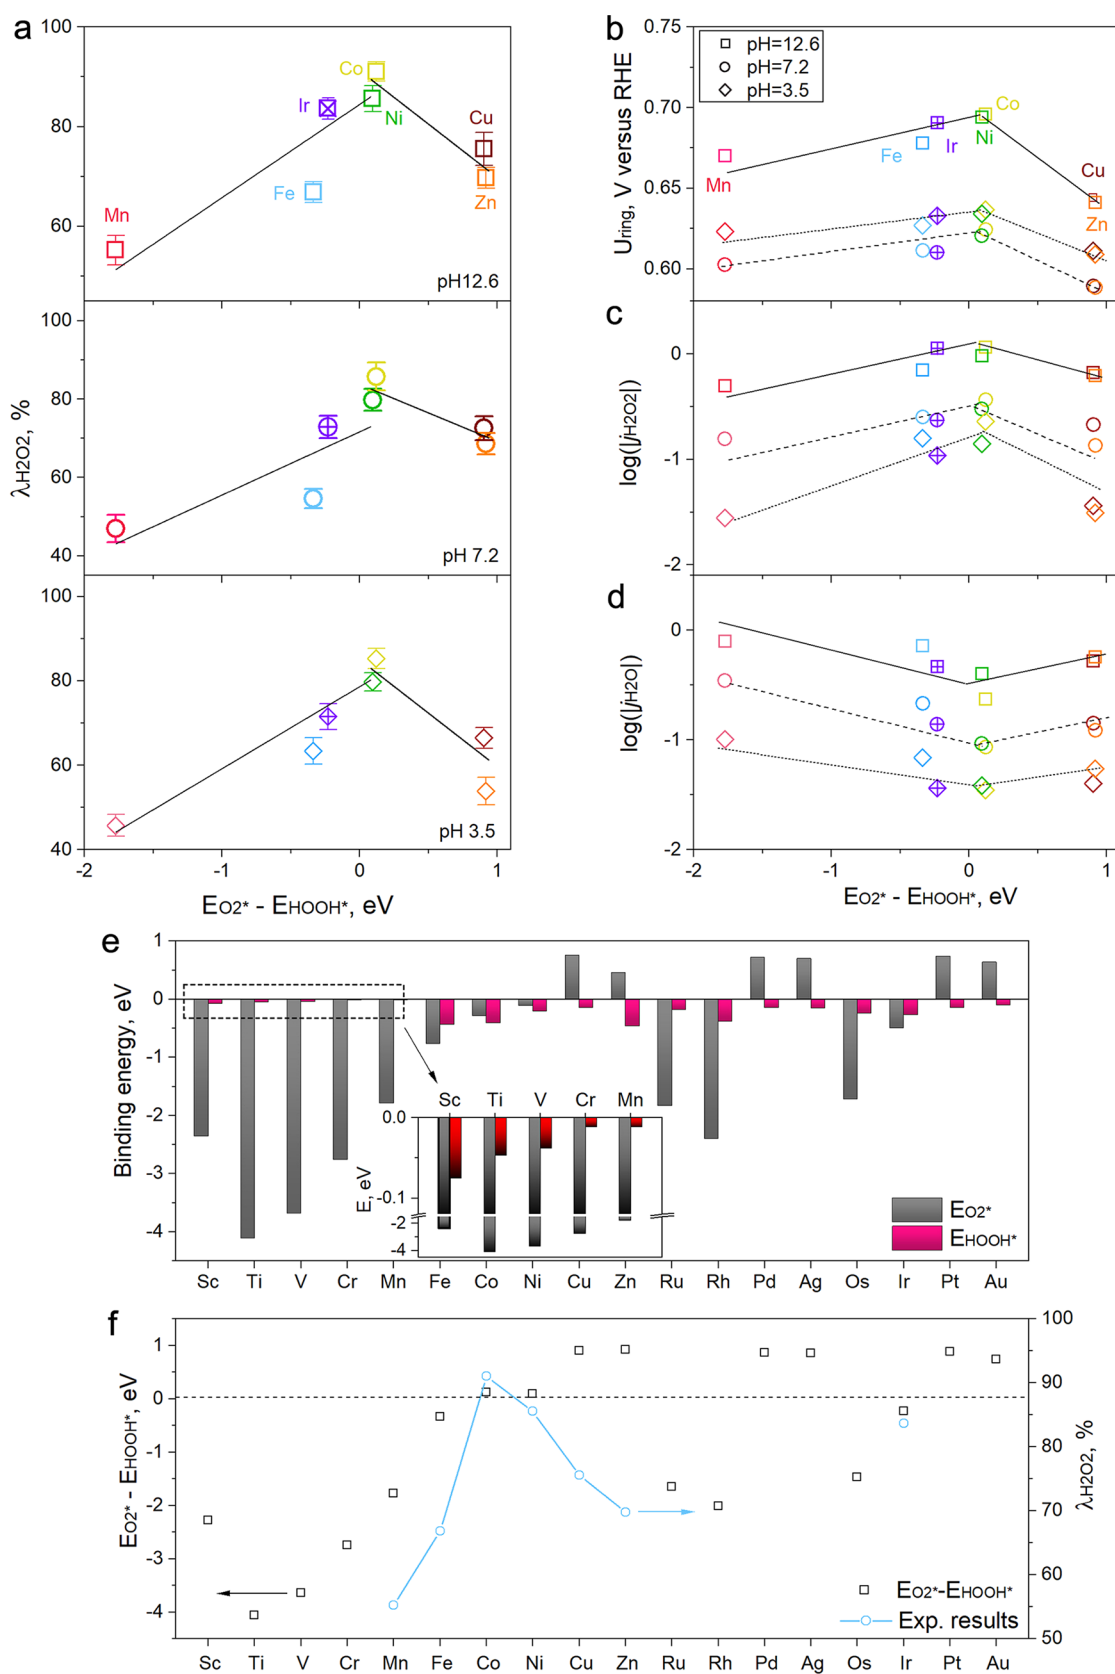 a
100
80
60
Mn
Fe
Ir
Co
Ni
Cu
Zn
pH12.6
100
80
60
40
pH 7.2
λH2O2, %
100
80
60
40
pH 3.5
-2 -1 0 1
EO2* - EHOOH*, eV
b
Uring, V versus RHE
0.75
0.70
0.65
0.60
pH=12.6
pH=7.2
pH=3.5
Mn
Fe
Ir
Co
Ni
Cu
Zn
c
log(|jH2O2|)
0
-1
-2
d
log(|jH2O|)
0
-1
-2
-2 -1 0 1
EO2* - EHOOH*, eV
e
Binding energy, eV
1
0
-1
-2
-3
-4
Sc Ti V Cr Mn
E, eV
0.0
-0.1
-2
-4
EO2*
EHOOH*
Sc Ti V Cr Mn Fe Co Ni Cu Zn Ru Rh Pd Ag Os Ir Pt Au
f
EO2* - EHOOH*, eV
1
0
-1
-2
-3
-4
100
90
80
70
60
50
λH2O2, %
EO2*-EHOOH*
Exp. results
Sc Ti V Cr Mn Fe Co Ni Cu Zn Ru Rh Pd Ag Os Ir Pt Au